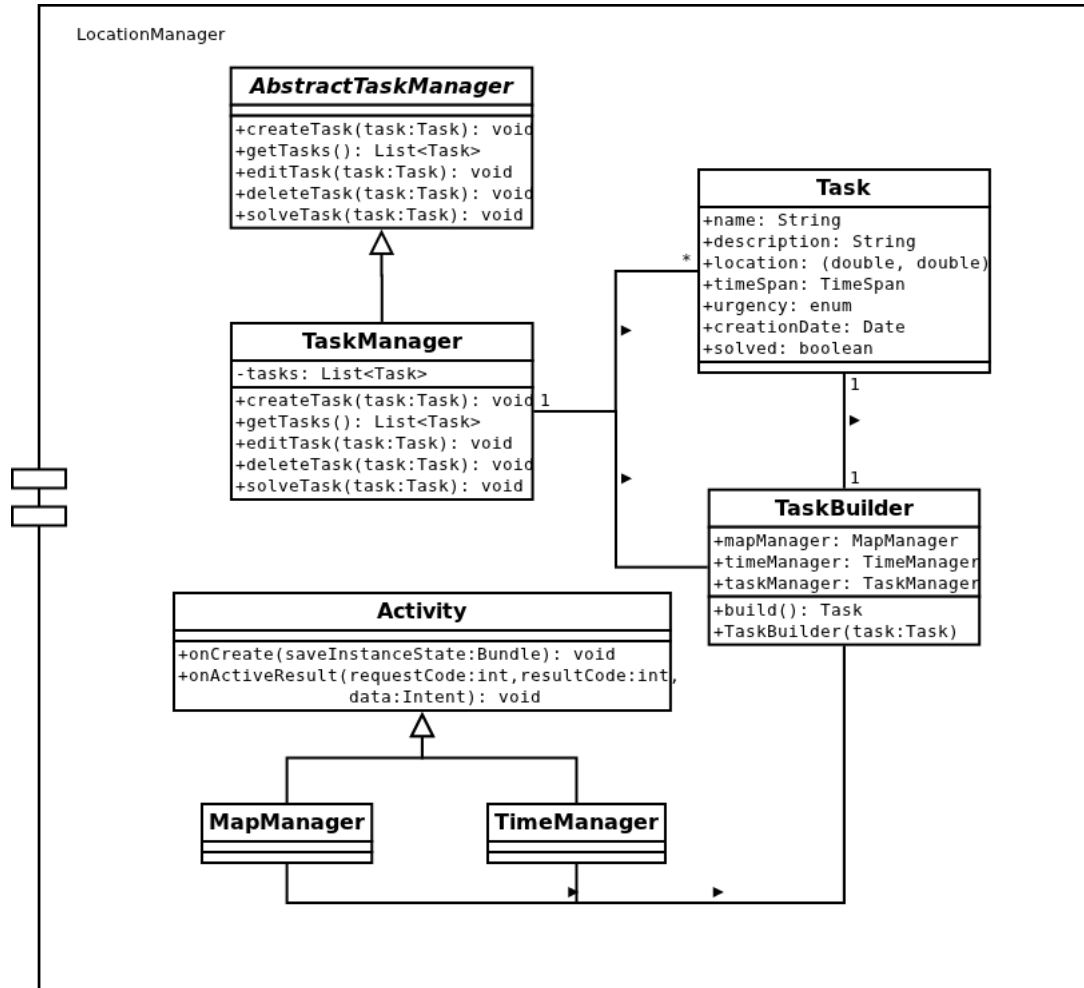 LocationManager
AbstractTaskManager
+createTask(task:Task): void
+getTasks(): List<Task>
+editTask(task:Task): void
+deleteTask(task:Task): void
+solveTask(task:Task): void
Task
+name: String
+description: String
+location: (double, double)
+timeSpan: TimeSpan
+urgency: enum
+creationDate: Date
+solved: boolean
*
TaskManager
-tasks: List<Task>
+createTask(task:Task): void
+getTasks(): List<Task>
+editTask(task:Task): void
+deleteTask(task:Task): void
+solveTask(task:Task): void
1
1
1
TaskBuilder
+mapManager: MapManager
+timeManager: TimeManager
+taskManager: TaskManager
+build(): Task
+TaskBuilder(task:Task)
Activity
+onCreate(saveInstanceState:Bundle): void
+onActiveResult(requestCode:int,resultCode:int,
data:Intent): void
MapManager
TimeManager